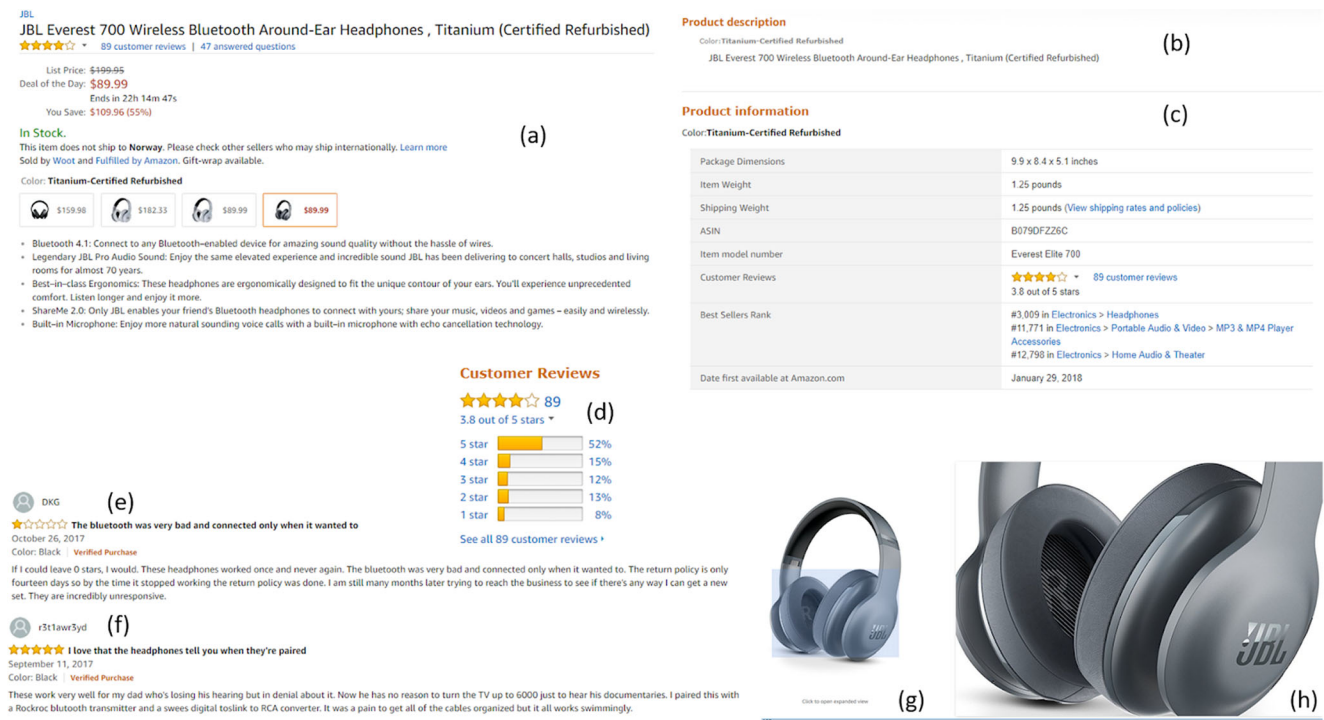 JBL
JBL Everest 700 Wireless Bluetooth Around-Ear Headphones , Titanium (Certified Refurbished)
89 customer reviews | 47 answered questions
List Price: $199.95
Deal of the Day: $89.99
Ends in 22h 14m 47s
You Save: $109.96 (55%)
In Stock.
This item does not ship to Norway. Please check other sellers who may ship internationally. Learn more
Sold by Woot and Fulfilled by Amazon. Gift-wrap available.
(a)
Color: Titanium-Certified Refurbished
$159.98 $182.33 $89.99 $89.99
• Bluetooth 4.1: Connect to any Bluetooth-enabled device for amazing sound quality without the hassle of wires.
• Legendary JBL Pro Audio Sound: Enjoy the same elevated experience and incredible sound JBL has been delivering to concert halls, studios and living
rooms for almost 70 years.
• Best-in-class Ergonomics: These headphones are ergonomically designed to fit the unique contour of your ears. You'll experience unprecedented
comfort. Listen longer and enjoy it more.
• ShareMe 2.0: Only JBL enables your friend's Bluetooth headphones to connect with yours; share your music, videos and games – easily and wirelessly.
• Built-in Microphone: Enjoy more natural sounding voice calls with a built-in microphone with echo cancellation technology.
Product description
Color:Titanium-Certified Refurbished
(b)
JBL Everest 700 Wireless Bluetooth Around-Ear Headphones , Titanium (Certified Refurbished)
Product information
(c)
Color:Titanium-Certified Refurbished
Package Dimensions 9.9 x 8.4 x 5.1 inches
Item Weight 1.25 pounds
Shipping Weight 1.25 pounds (View shipping rates and policies)
ASIN B079DFZZ6C
Item model number Everest Elite 700
Customer Reviews 89 customer reviews
3.8 out of 5 stars
Best Sellers Rank #3,009 in Electronics > Headphones
#11,771 in Electronics > Portable Audio & Video > MP3 & MP4 Player
Accessories
#12,798 in Electronics > Home Audio & Theater
Date first available at Amazon.com January 29, 2018
Customer Reviews
89
3.8 out of 5 stars
(d)
5 star 52%
4 star 15%
3 star 12%
2 star 13%
1 star 8%
See all 89 customer reviews
DKG
(e)
The bluetooth was very bad and connected only when it wanted to
October 26, 2017
Color: Black | Verified Purchase
If I could leave 0 stars, I would. These headphones worked once and never again. The bluetooth was very bad and connected only when it wanted to. The return policy is only
fourteen days so by the time it stopped working the return policy was done. I am still many months later trying to reach the business to see if there's any way I can get a new
set. They are incredibly unresponsive.
r3t1awr3yd
(f)
I love that the headphones tell you when they're paired
September 11, 2017
Color: Black | Verified Purchase
These work very well for my dad who's losing his hearing but in denial about it. Now he has no reason to turn the TV up to 6000 just to hear his documentaries. I paired this with
a Rockroc blutooth transmitter and a swees digital toslink to RCA converter. It was a pain to get all of the cables organized but it all works swimmingly.
JBL
Click to open expanded view
(g)
JBL
(h)